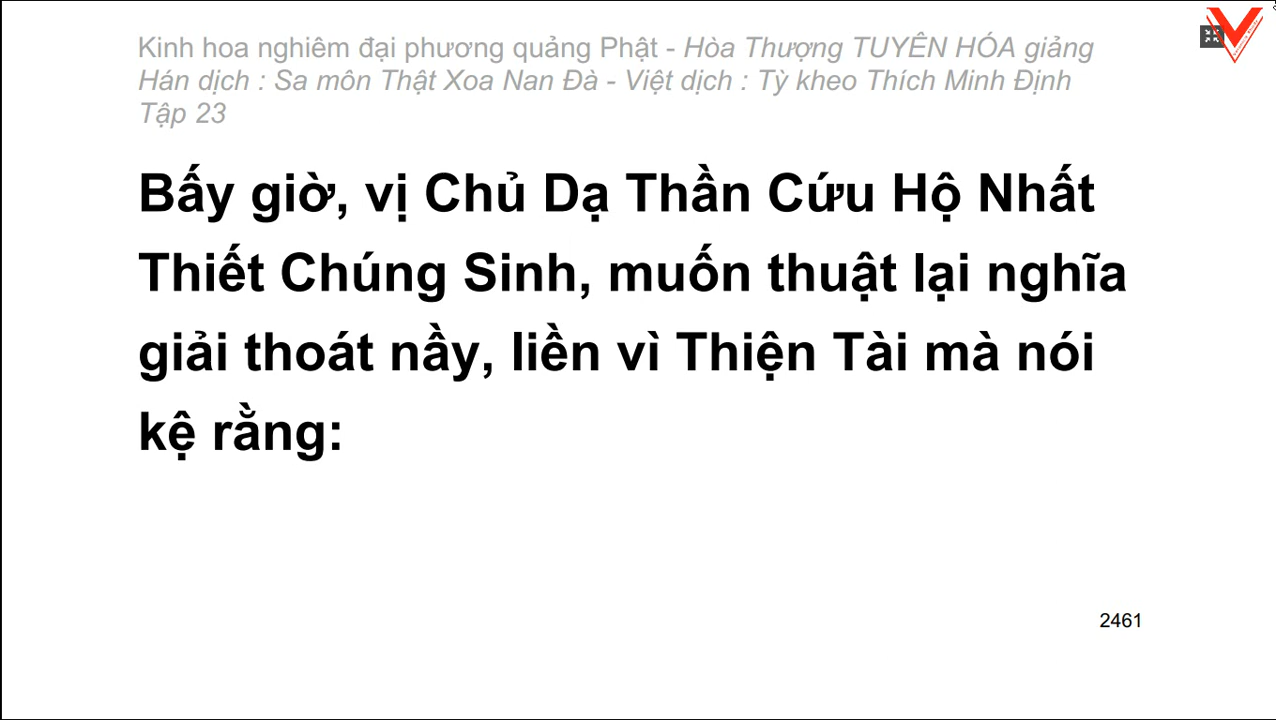 Kinh hoa nghiêm đại phương quảng Phật - Hòa Thượng TUYÊN HÓA giảng
Hán dịch : Sa môn Thật Xoa Nan Đà - Việt dịch : Tỳ kheo Thích Minh Định
Tập 23
Bấy giờ, vị Chủ Dạ Thần Cứu Hộ Nhất
Thiết Chúng Sinh, muốn thuật lại nghĩa
giải thoát nầy, liền vì Thiện Tài mà nói
kệ rằng:
2461